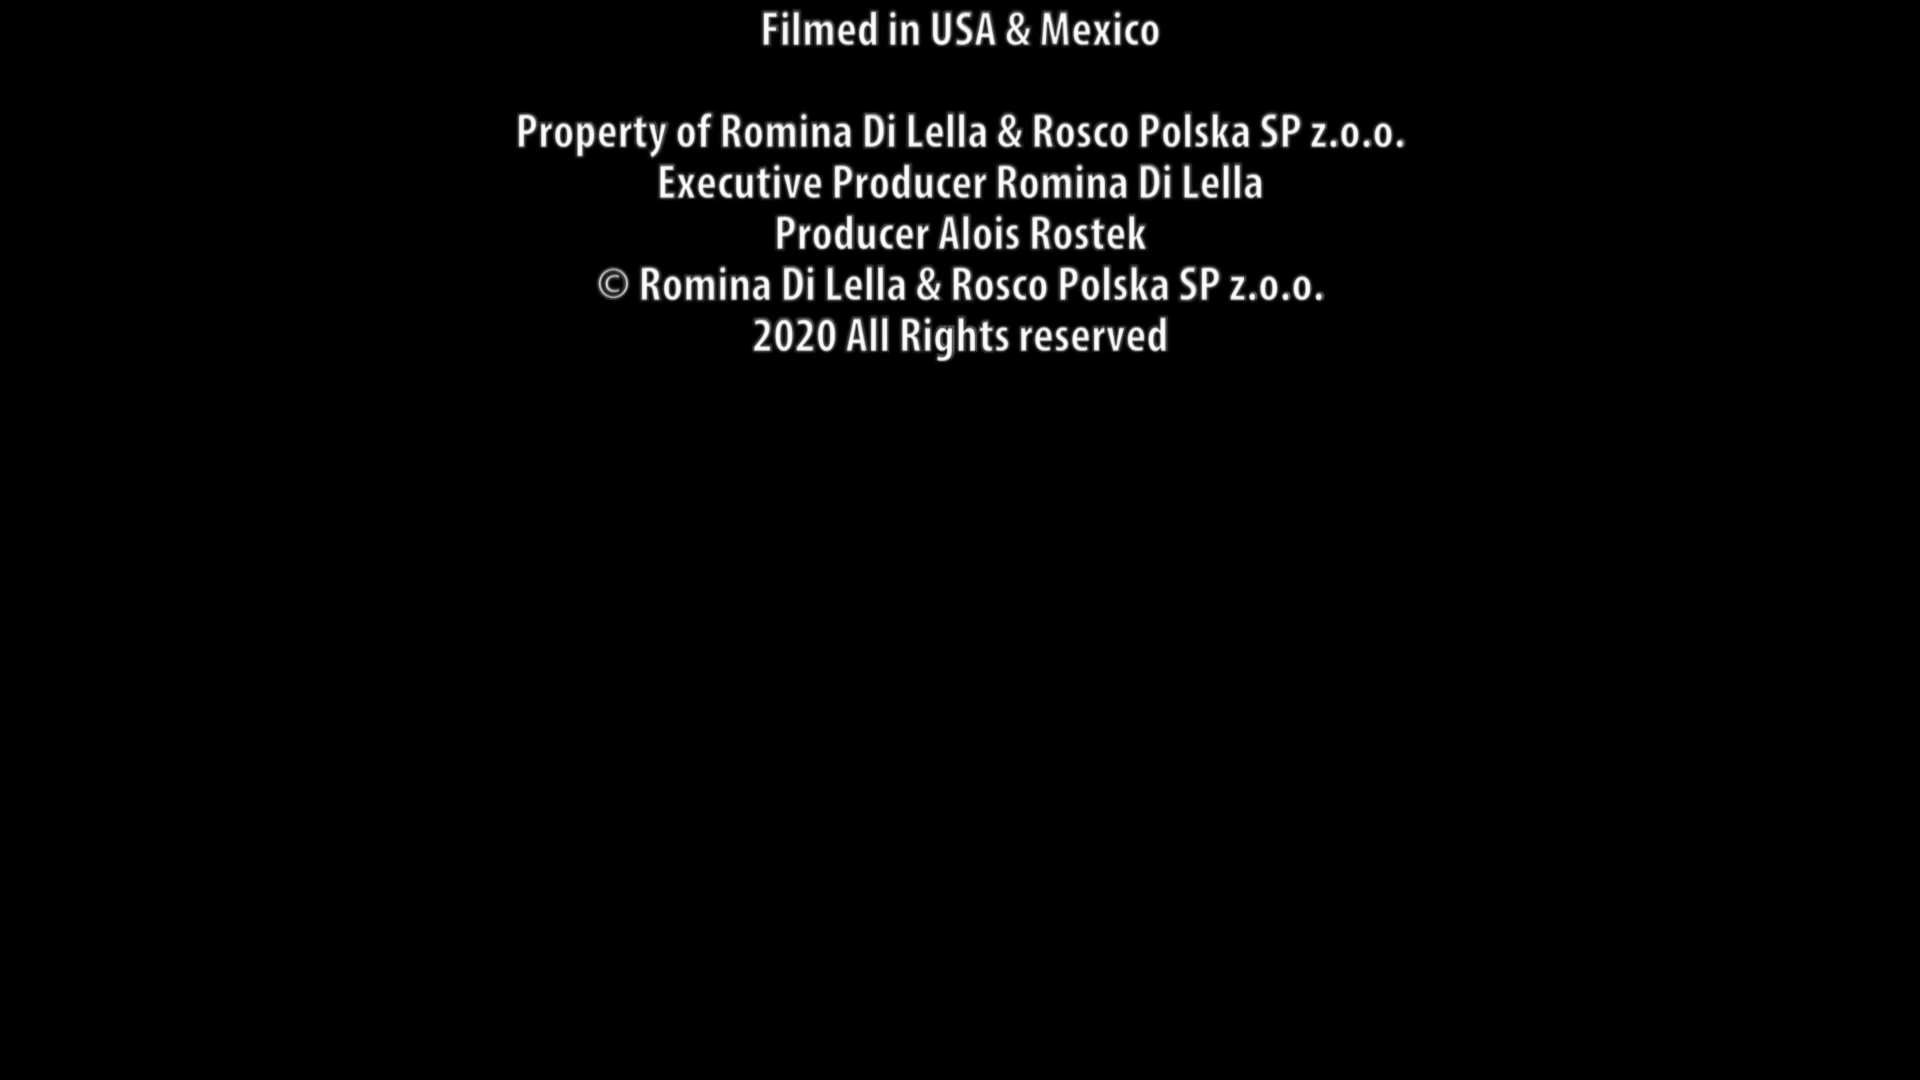 Filmed in USA & Mexico
Property of Romina Di Lella & Rosco Polska SP z.o.o.
Executive Producer Romina Di Lella
Producer Alois Rostek
© Romina Di Lella & Rosco Polska SP z.o.o.
2020 All Rights reserved